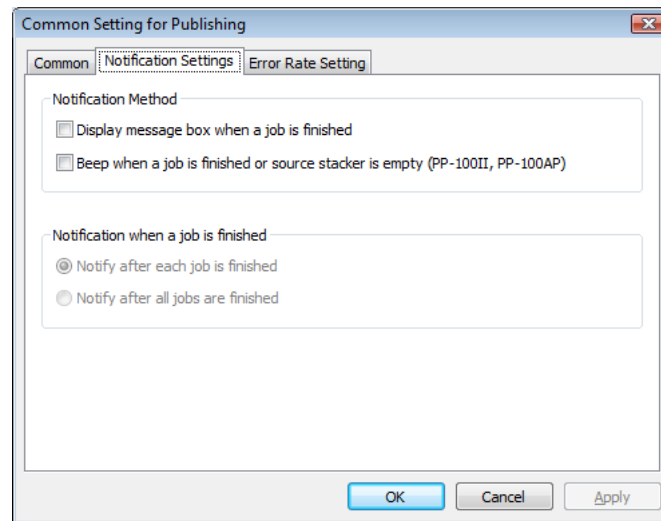 Common Setting for Publishing
Common Notification Settings Error Rate Setting
Notification Method
Display message box when a job is finished
Beep when a job is finished or source stacker is empty (PP-100II, PP-100AP)
Notification when a job is finished
Notify after each job is finished
Notify after all jobs are finished
OK Cancel Apply